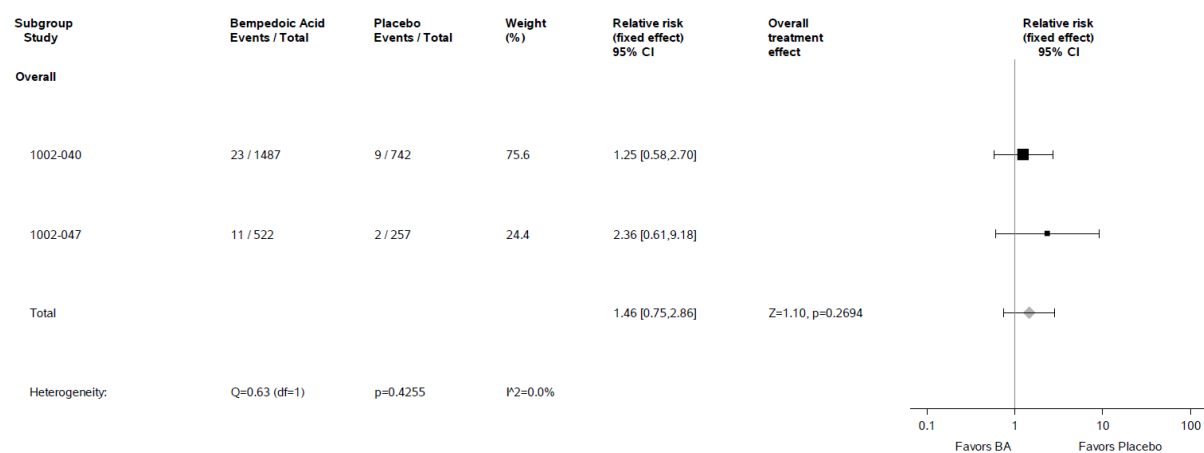 Subgroup Bempedoic Acid Placebo Weight Relative risk Overall Relative risk
Study Events / Total Events / Total (%) (fixed effect) treatment (fixed effect)
95% CI effect 95% CI
Overall
1002-040 23 / 1487 9 / 742 75.6 1.25 [0.58,2.70]
1002-047 11 / 522 2 / 257 24.4 2.36 [0.61,9.18]
Total 1.46 [0.75,2.86] Z=1.10, p=0.2694
Heterogeneity: Q=0.63 (df=1) p=0.4255 I^2=0.0%
0.1 1 10 100
Favors BA Favors Placebo